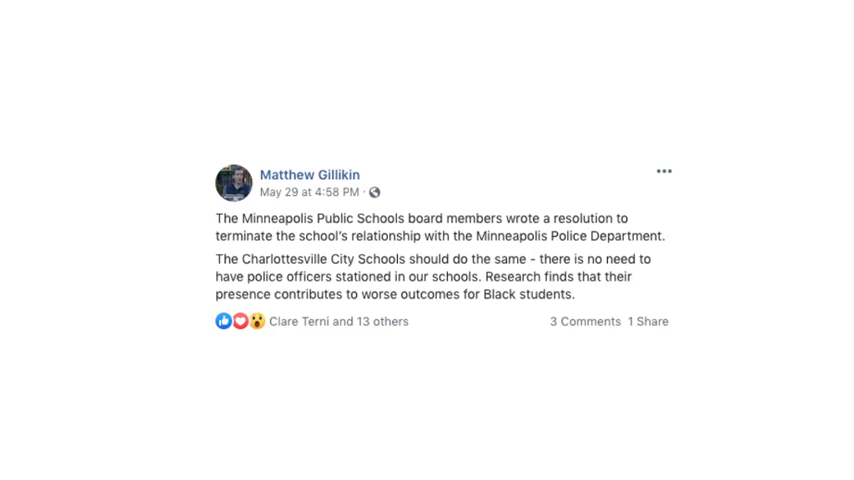 Matthew Gillikin
May 29 at 4:58 PM ·
The Minneapolis Public Schools board members wrote a resolution to
terminate the school's relationship with the Minneapolis Police Department.
The Charlottesville City Schools should do the same - there is no need to
have police officers stationed in our schools. Research finds that their
presence contributes to worse outcomes for Black students.
Clare Terni and 13 others 3 Comments 1 Share